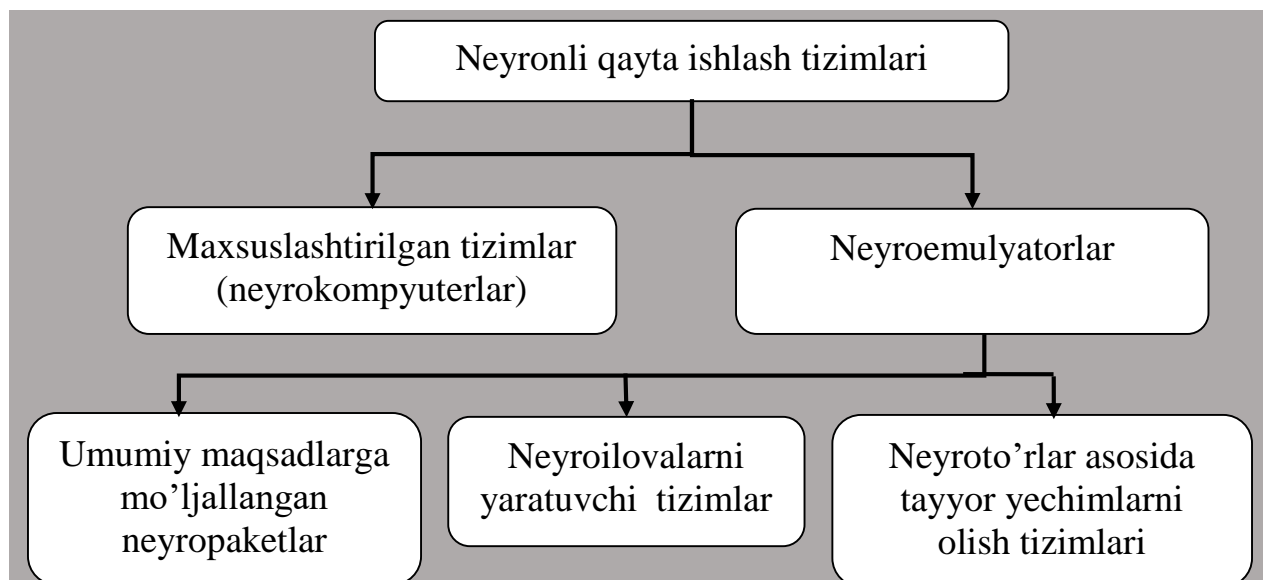 Neyronli qayta ishlash tizimlari
Maxsuslashtirilgan tizimlar
(neyrokompyuterlar)
Neyroemulyatorlar
Umumiy maqsadlarga
mo’ljallangan
neyropaketlar
Neyroilovalarni
yaratuvchi tizimlar
Neyroto’rlar asosida
tayyor yechimlarni
olish tizimlari